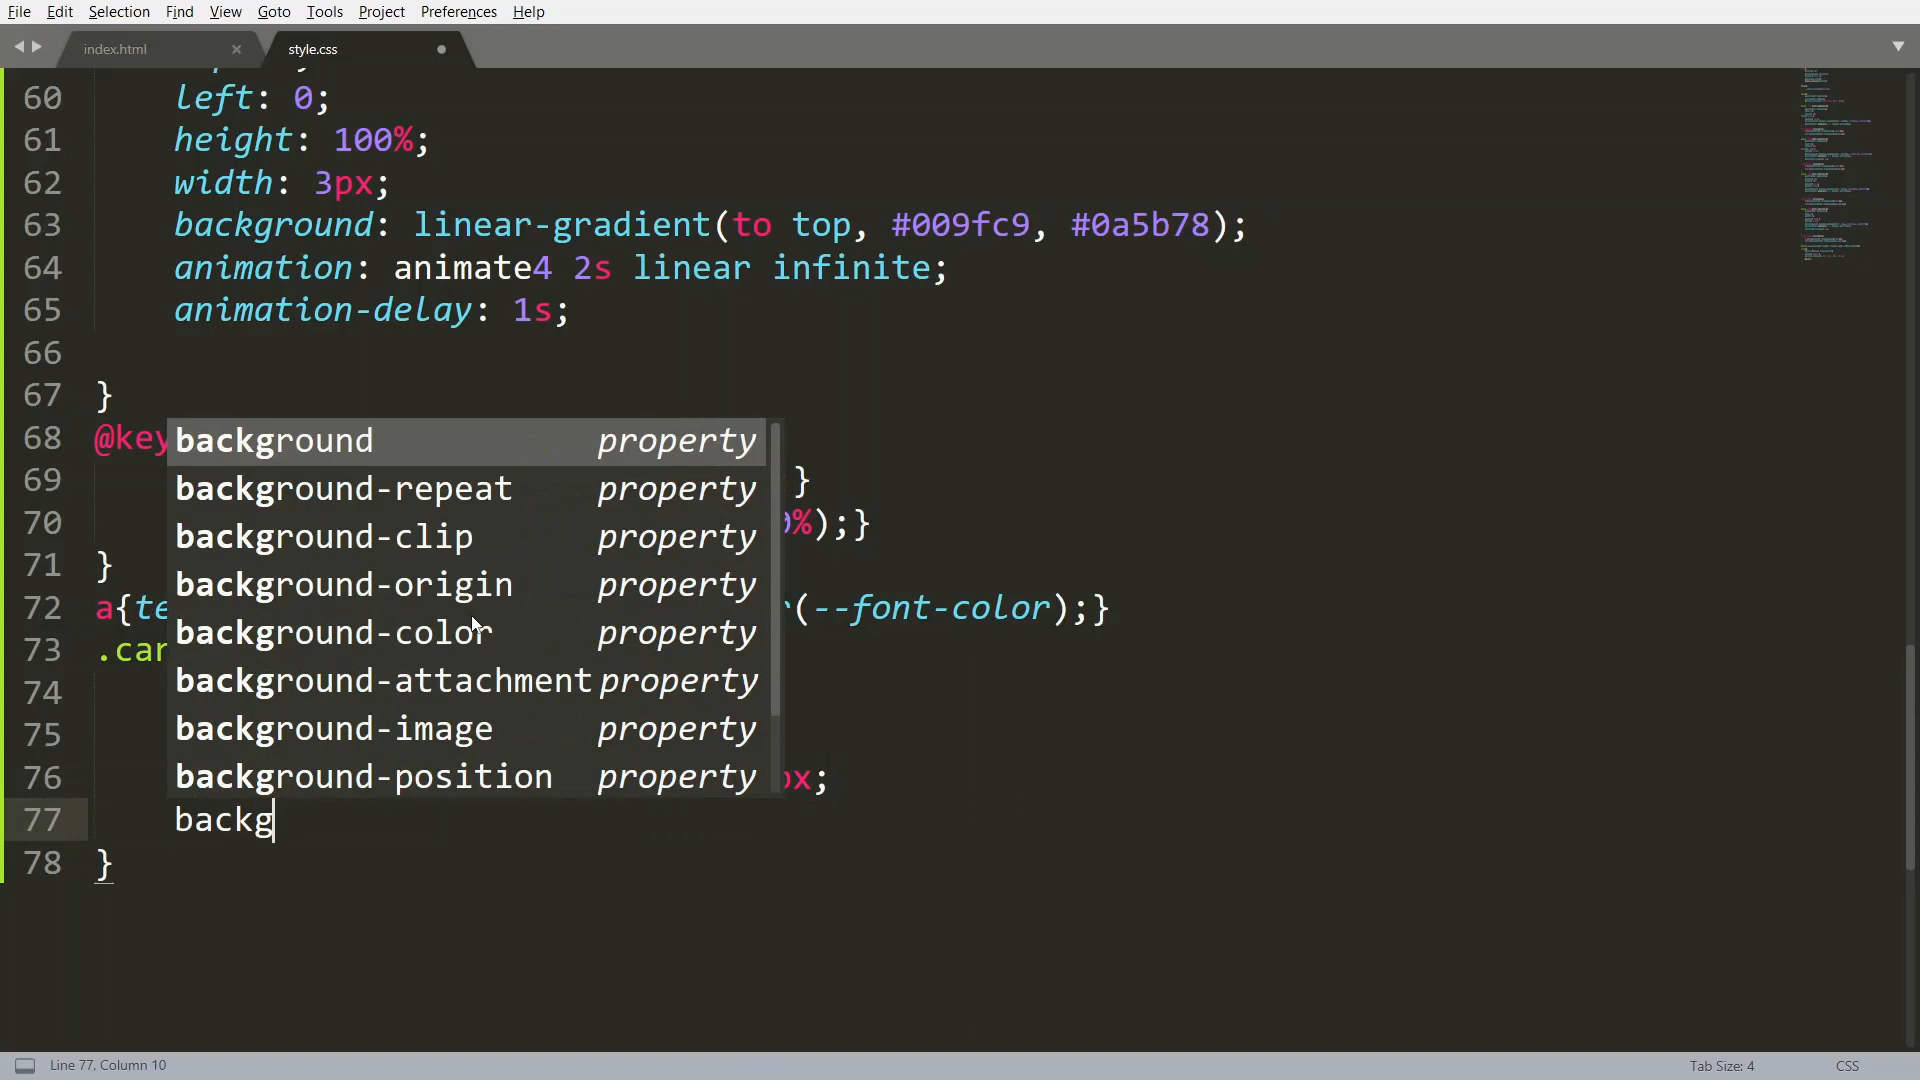 File Edit Selection Find View Goto Tools Project Preferences Help
index.html × style.css
60 left: 0;
61 height: 100%;
62 width: 3px;
63 background: linear-gradient(to top, #009fc9, #0a5b78);
64 animation: animate4 2s linear infinite;
65 animation-delay: 1s;
66
67 }
68 @key
background property
69 }
background-repeat property
70 %);}
background-clip property
71 }
background-origin property
72 a{te (--font-color);}
background-color property
73 .car
74
background-attachment property
75
background-image property
76 px;
background-position property
77 backg
78 }
Line 77, Column 10 Tab Size: 4 CSS